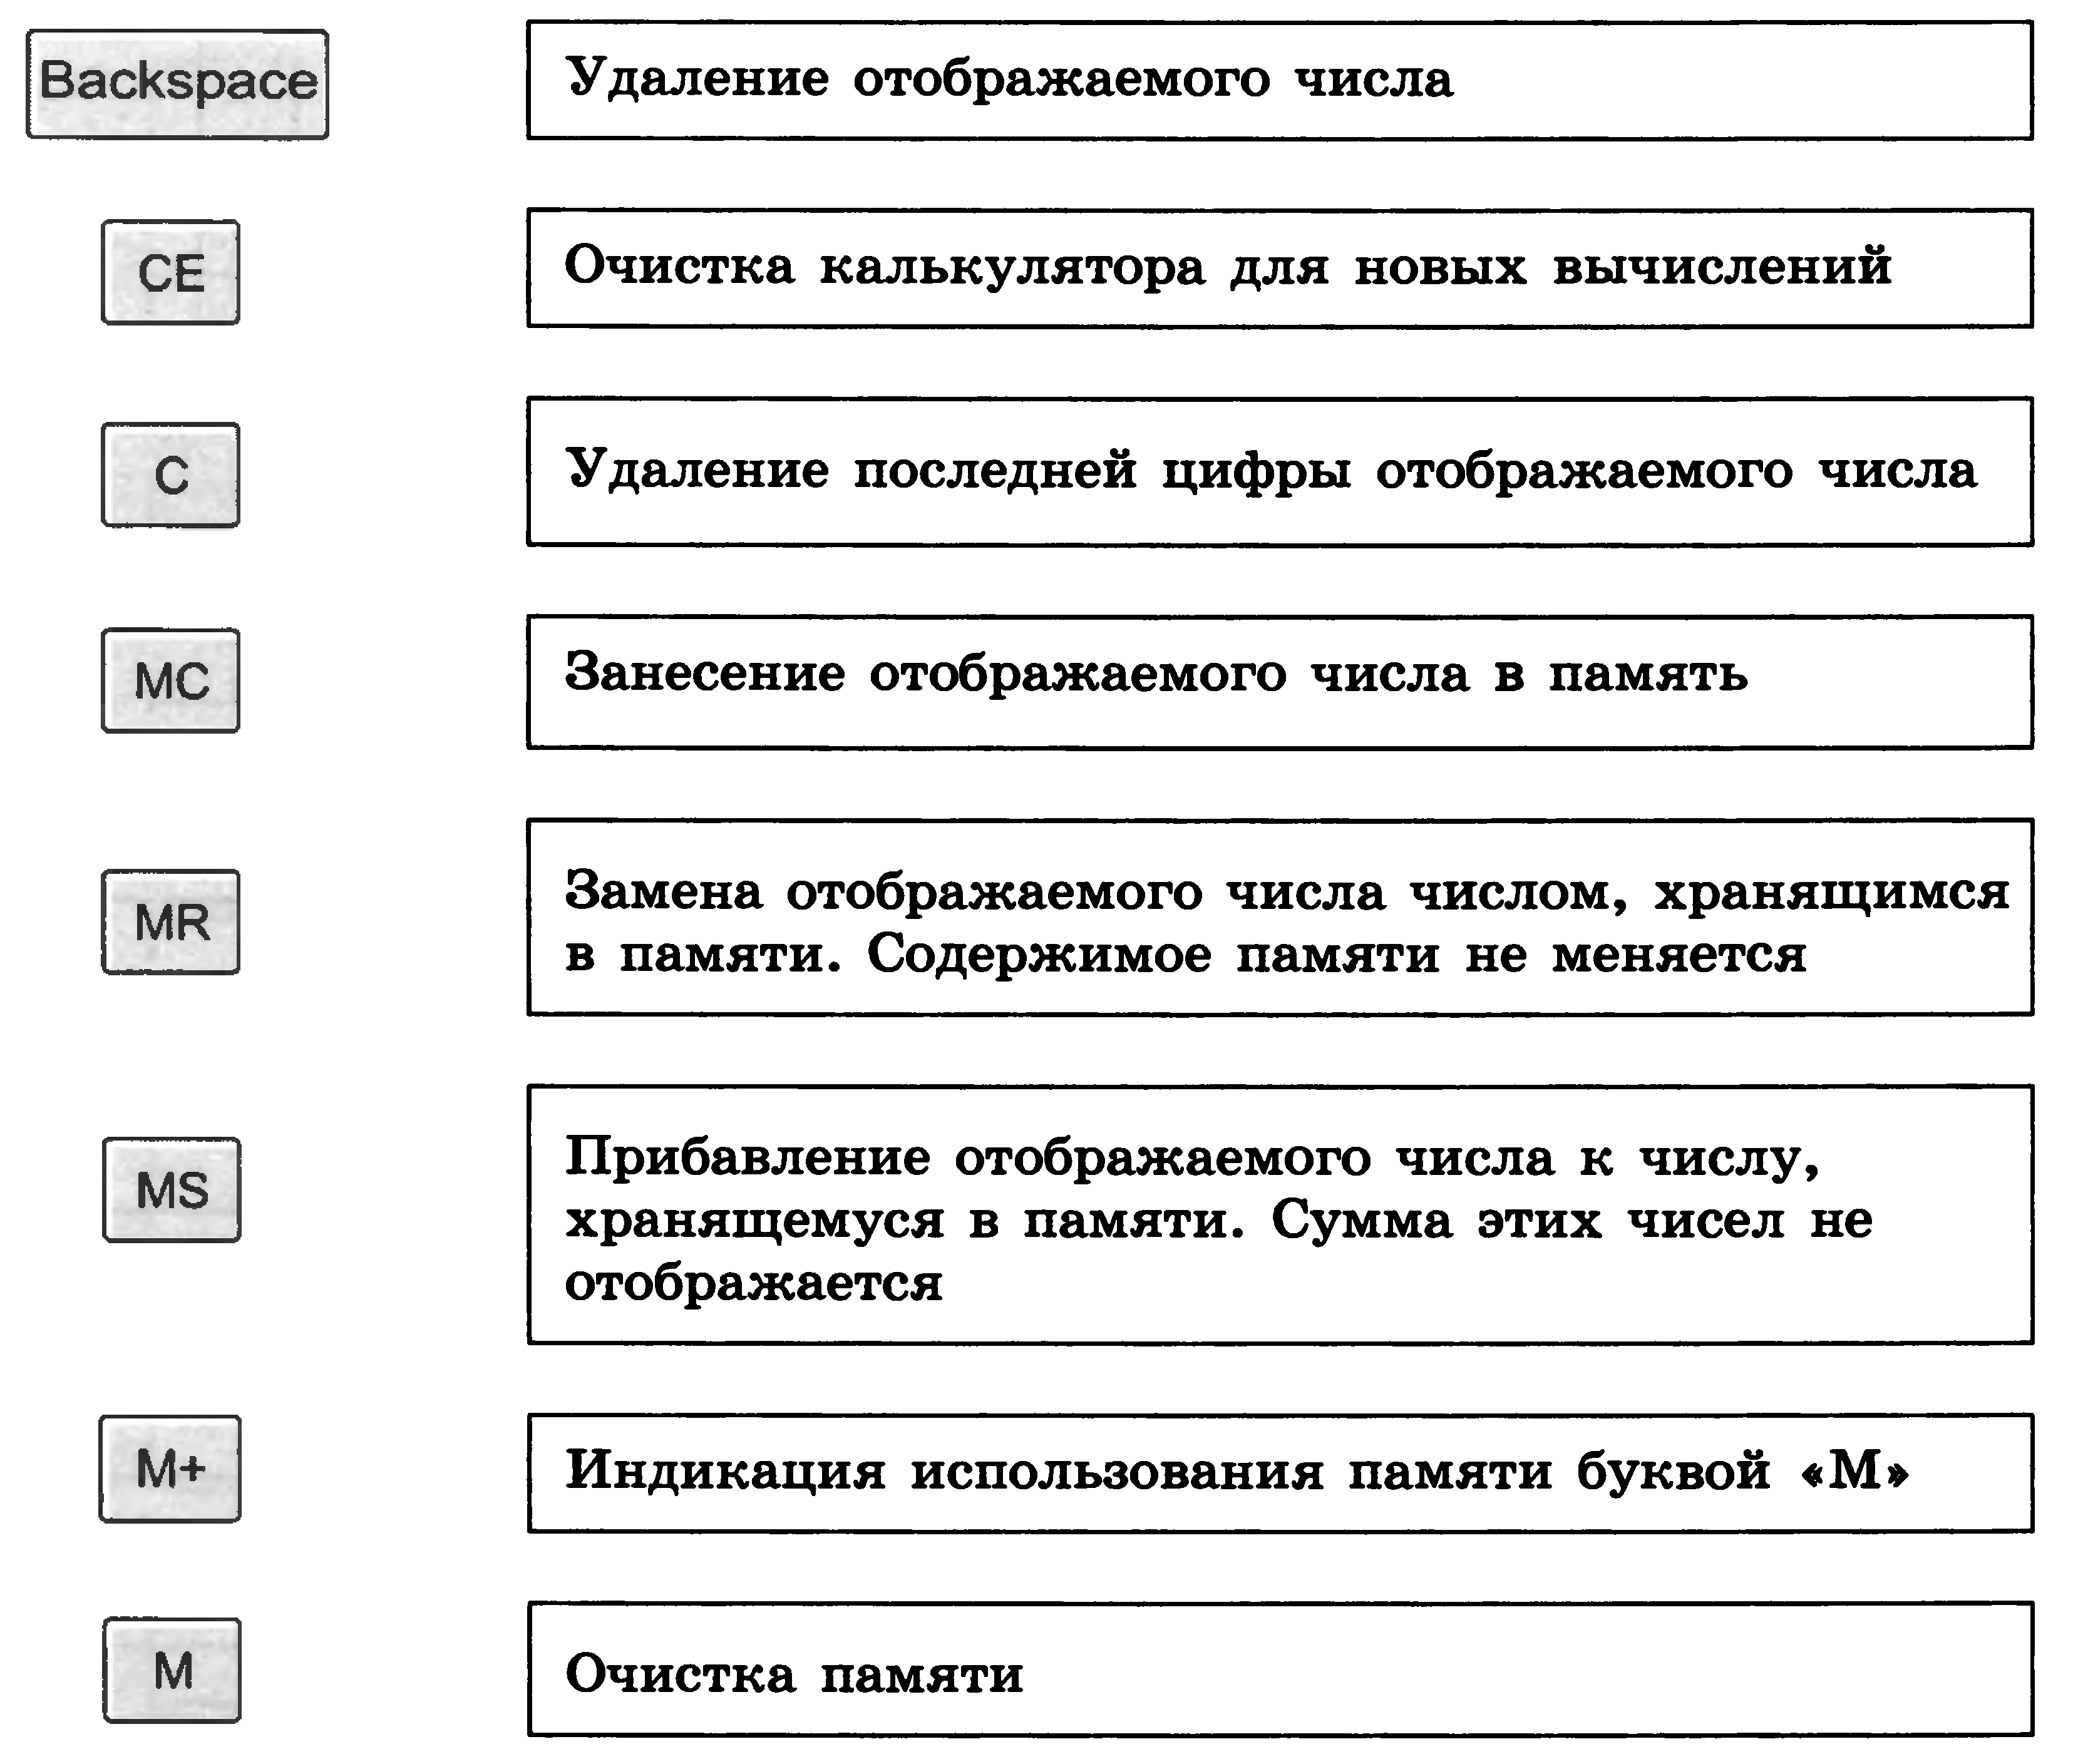 Backspace
Удаление отображаемого числа
CE
Очистка калькулятора для новых вычислений
C
Удаление последней цифры отображаемого числа
MC
Занесение отображаемого числа в память
MR
Замена отображаемого числа числом, хранящимся
в памяти. Содержимое памяти не меняется
MS
Прибавление отображаемого числа к числу,
хранящемуся в памяти. Сумма этих чисел не
отображается
M+
Индикация использования памяти буквой «M»
M
Очистка памяти